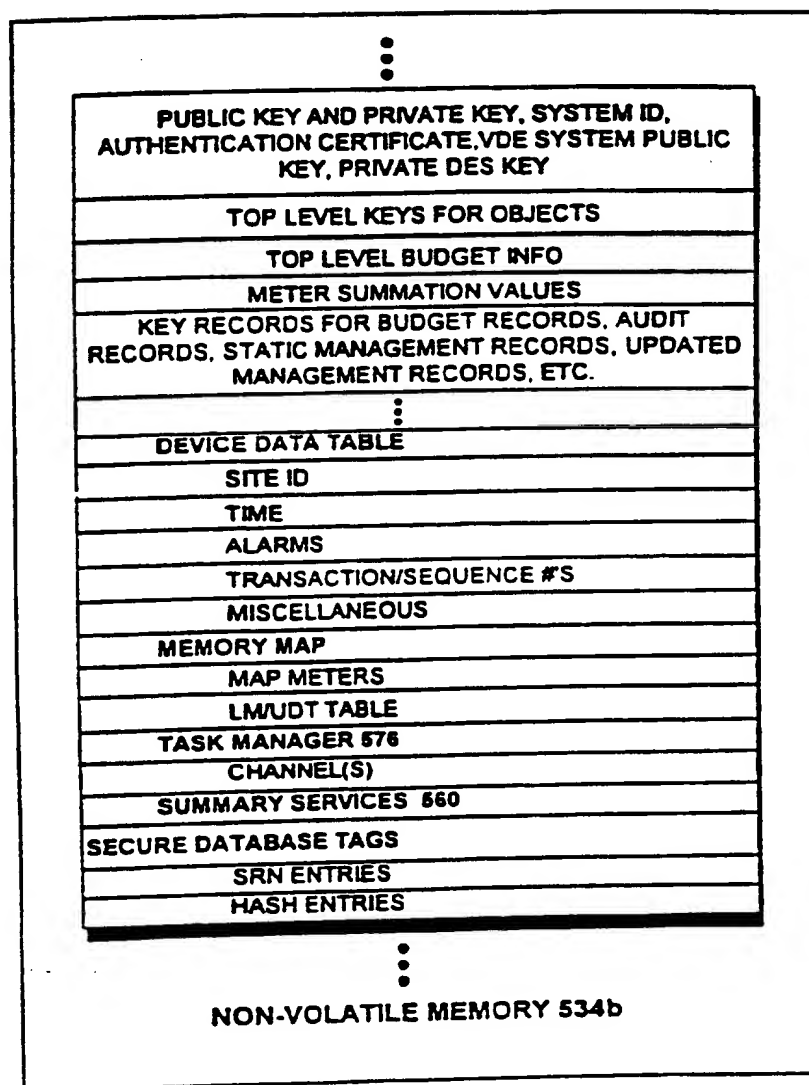 PUBLIC KEY AND PRIVATE KEY, SYSTEM ID,
AUTHENTICATION CERTIFICATE,VDE SYSTEM PUBLIC
KEY, PRIVATE DES KEY
TOP LEVEL KEYS FOR OBJECTS
TOP LEVEL BUDGET INFO
METER SUMMATION VALUES
KEY RECORDS FOR BUDGET RECORDS, AUDIT
RECORDS, STATIC MANAGEMENT RECORDS, UPDATED
MANAGEMENT RECORDS, ETC.
DEVICE DATA TABLE
SITE ID
TIME
ALARMS
TRANSACTION/SEQUENCE #'S
MISCELLANEOUS
MEMORY MAP
MAP METERS
LM/UDT TABLE
TASK MANAGER 576
CHANNEL(S)
SUMMARY SERVICES 560
SECURE DATABASE TAGS
SRN ENTRIES
HASH ENTRIES
NON-VOLATILE MEMORY 534b